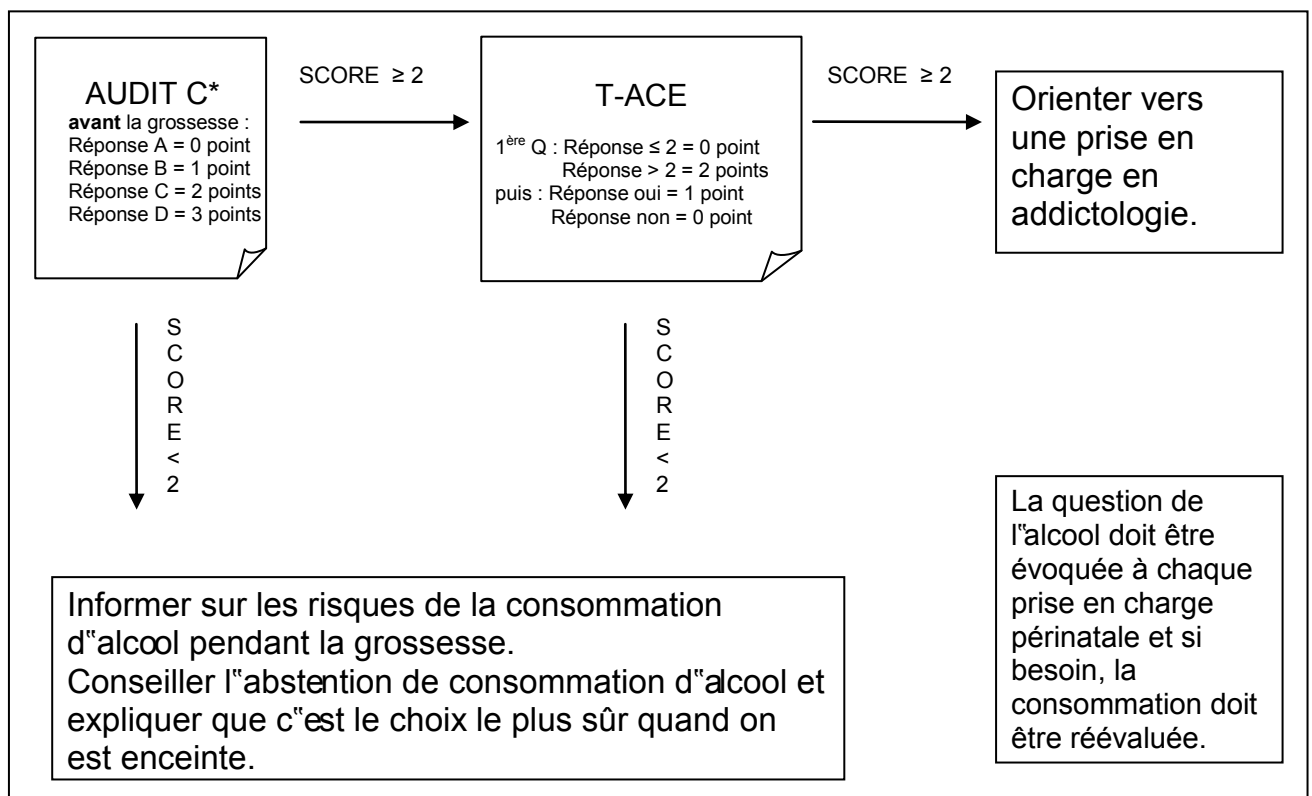 AUDIT C*
avant la grossesse :
Réponse A = 0 point
Réponse B = 1 point
Réponse C = 2 points
Réponse D = 3 points
SCORE ≥ 2
T-ACE
1ère Q : Réponse ≤ 2 = 0 point
Réponse > 2 = 2 points
puis : Réponse oui = 1 point
Réponse non = 0 point
SCORE ≥ 2
Orienter vers
une prise en
charge en
addictologie.
S
C
O
R
E
<
2
S
C
O
R
E
<
2
Informer sur les risques de la consommation
d‟alcool pendant la grossesse.
Conseiller l‟abstention de consommation d‟alcool et
expliquer que c‟est le choix le plus sûr quand on
est enceinte.
La question de
l‟alcool doit être
évoquée à chaque
prise en charge
périnatale et si
besoin, la
consommation doit
être réévaluée.